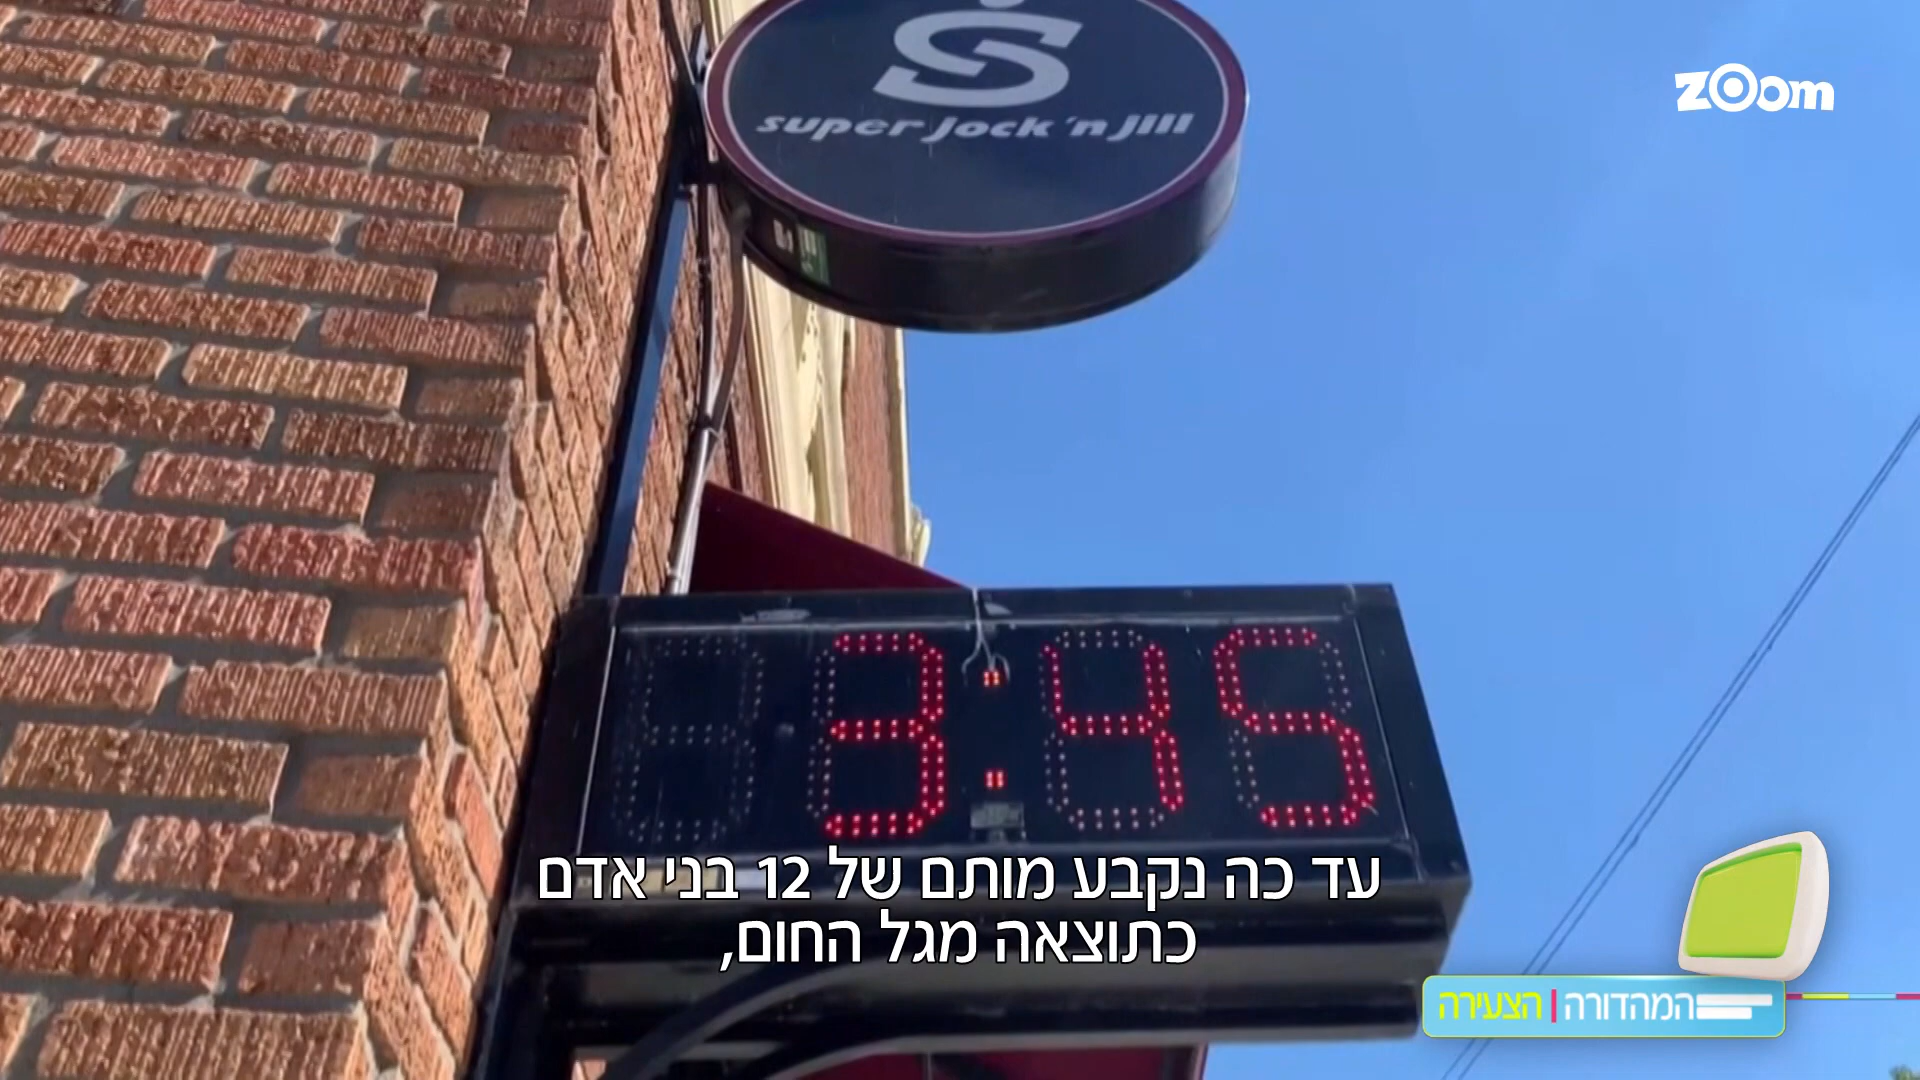 super Jock 'n Jill
zoom
3:45
עד כה נקבע מותם של 12 בני אדם
כתוצאה מגל החום,
המהדורה | הצעירה